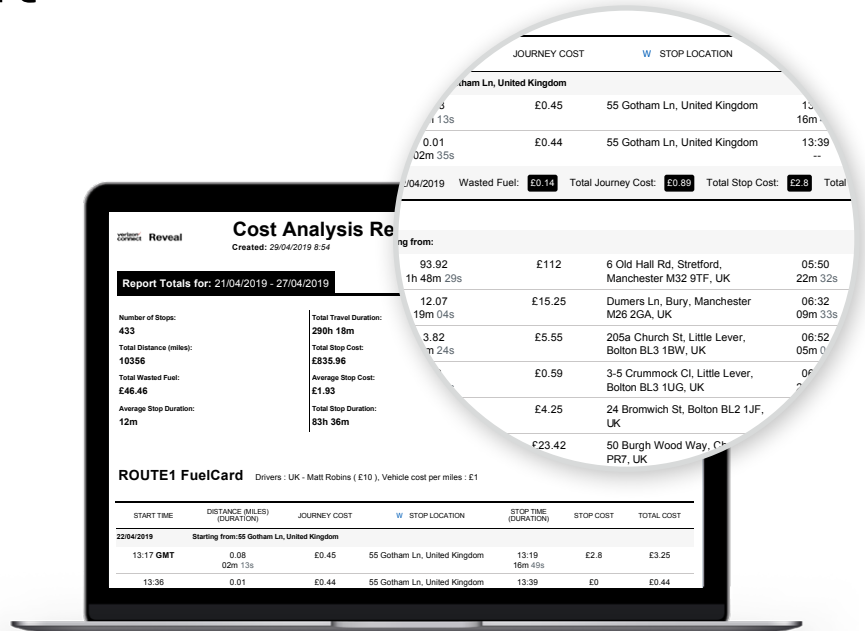 verizon connect Reveal
Cost Analysis Re
Created: 29/04/2019 8:54
Report Totals for: 21/04/2019 - 27/04/2019
Number of Stops:
433
Total Distance (miles):
10356
Total Wasted Fuel:
£46.46
Average Stop Duration:
12m
Total Travel Duration:
290h 18m
Total Stop Cost:
£835.96
Average Stop Cost:
£1.93
Total Stop Duration:
83h 36m
ROUTE1 FuelCard Drivers : UK - Matt Robins ( £10 ), Vehicle cost per miles : £1
START TIME DISTANCE (MILES) (DURATION) JOURNEY COST W STOP LOCATION STOP TIME (DURATION) STOP COST TOTAL COST
22/04/2019 Starting from:55 Gotham Ln, United Kingdom
13:17 GMT 0.08 £0.45 55 Gotham Ln, United Kingdom 13:19 £2.8 £3.25
02m 13s 16m 49s
13:36 0.01 £0.44 55 Gotham Ln, United Kingdom 13:39 £0 £0.44
JOURNEY COST W STOP LOCATION
Ln, United Kingdom
13s £0.45 55 Gotham Ln, United Kingdom 16m
0.01 £0.44 55 Gotham Ln, United Kingdom 13:39
02m 35s --
/04/2019 Wasted Fuel: £0.14 Total Journey Cost: £0.89 Total Stop Cost: £2.8 Total
from:
93.92 £112 6 Old Hall Rd, Stretford, 05:50
1h 48m 29s Manchester M32 9TF, UK 22m 32s
12.07 £15.25 Dumers Ln, Bury, Manchester 06:32
19m 04s M26 2GA, UK 09m 33s
3.82 £5.55 205a Church St, Little Lever, 06:52
24s Bolton BL3 1BW, UK 05m
£0.59 3-5 Crummock Cl, Little Lever,
Bolton BL3 1UG, UK
£4.25 24 Bromwich St, Bolton BL2 1JF,
UK
£23.42 50 Burgh Wood Way,
PR7, UK